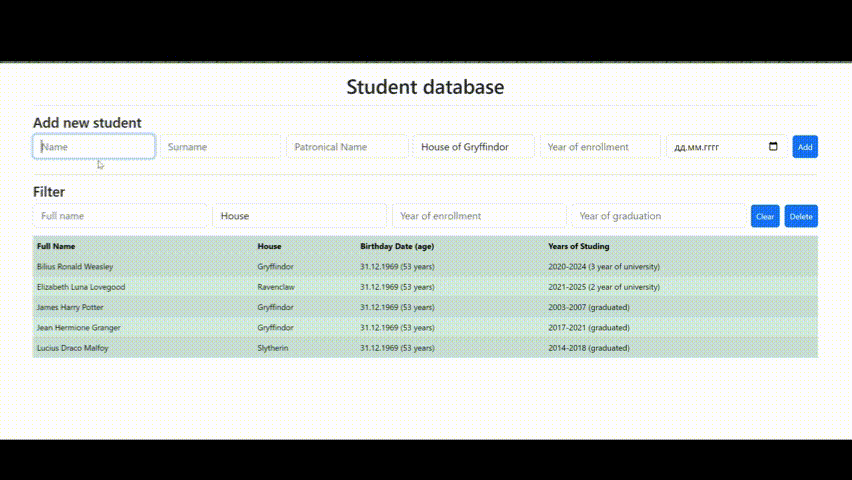 Student database
Add new student
Name Surname Patronical Name House of Gryffindor Year of enrollment дд.мм.гггг Add
Filter
Full name House Year of enrollment Year of graduation Clear Delete
Full Name House Birthday Date (age) Years of Studing
Bilius Ronald Weasley Gryffindor 31.12.1969 (53 years) 2020-2024 (3 year of university)
Elizabeth Luna Lovegood Ravenclaw 31.12.1969 (53 years) 2021-2025 (2 year of university)
James Harry Potter Gryffindor 31.12.1969 (53 years) 2003-2007 (graduated)
Jean Hermione Granger Gryffindor 31.12.1969 (53 years) 2017-2021 (graduated)
Lucius Draco Malfoy Slytherin 31.12.1969 (53 years) 2014-2018 (graduated)